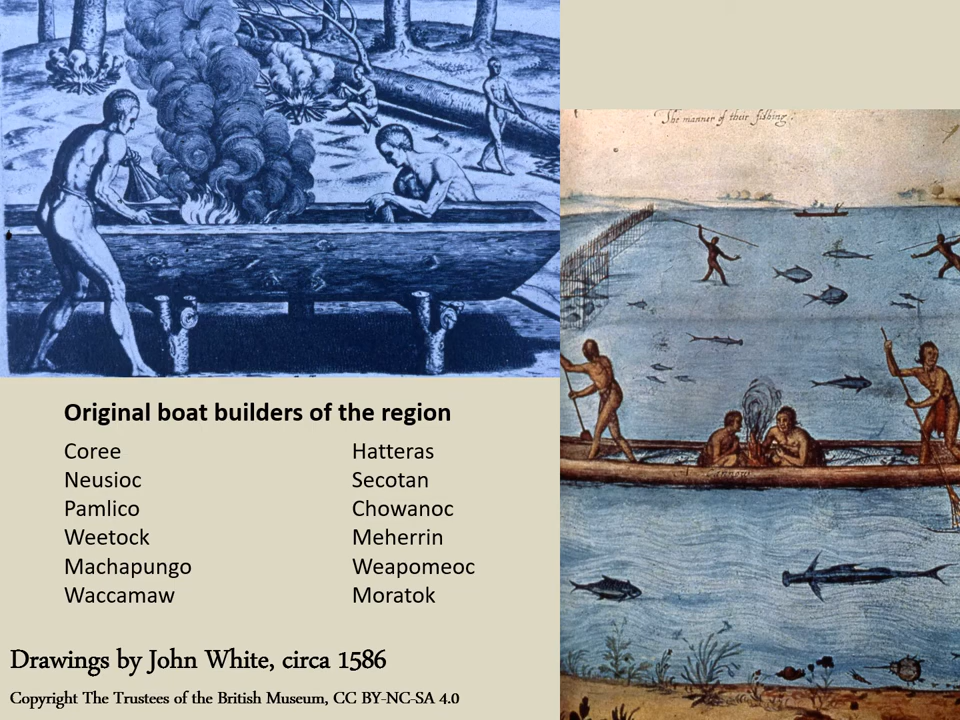 The manner of their fishing.
Original boat builders of the region
Coree
Neusioc
Pamlico
Weetock
Machapungo
Waccamaw
Hatteras
Secotan
Chowanoc
Meherrin
Weapomeoc
Moratok
Drawings by John White, circa 1586
Copyright The Trustees of the British Museum, CC BY-NC-SA 4.0